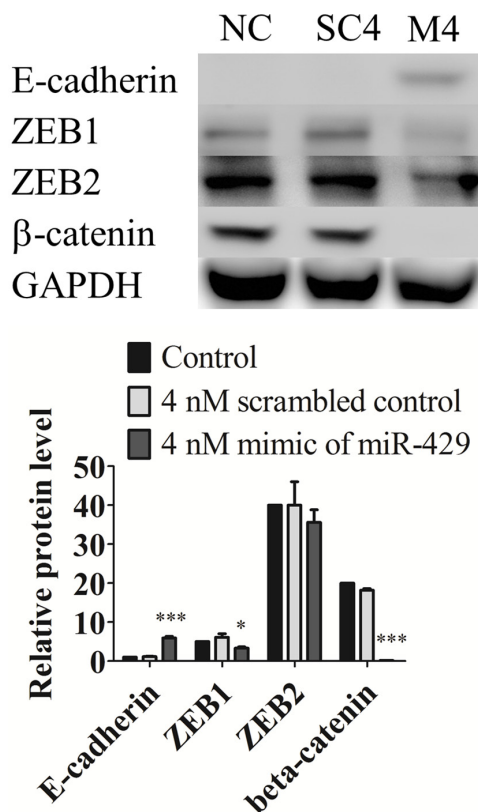 NC SC4 M4
E-cadherin
ZEB1
ZEB2
β-catenin
GAPDH
Control
4 nM scrambled control
4 nM mimic of miR-429
Relative protein level
50
40
30
20
10
0
***
*
***
E-cadherin
ZEB1
ZEB2
beta-catenin